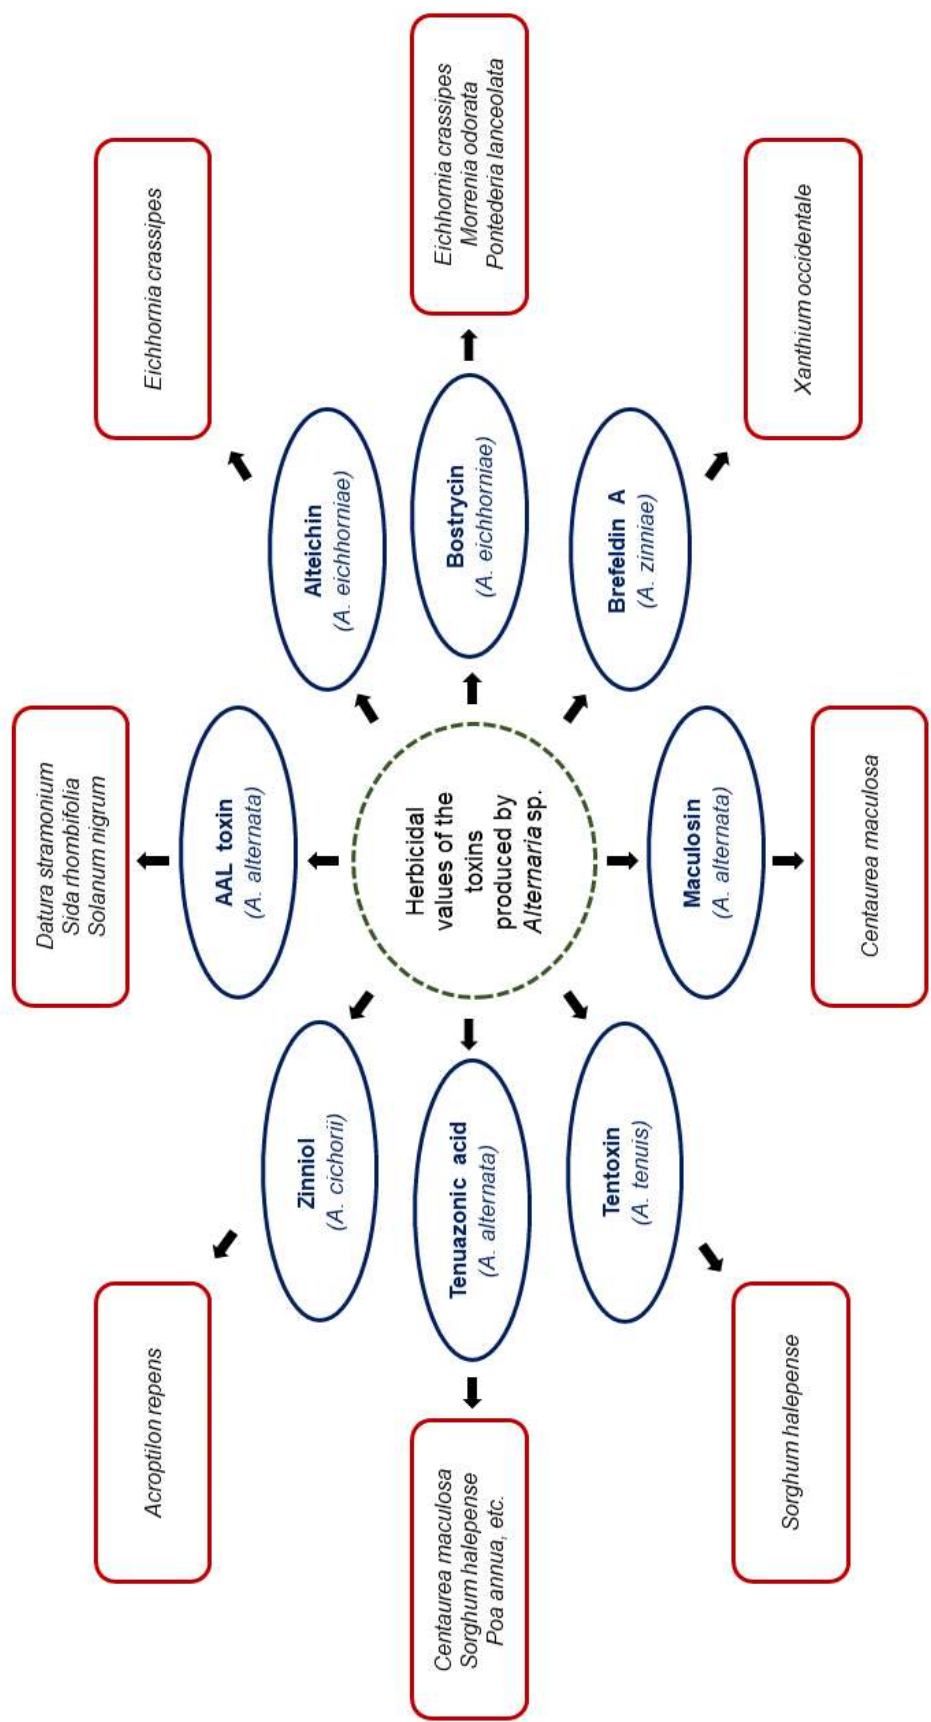 Herbicidal
values of the
toxins
produced by
Alternaria sp.
AAL toxin
(A. alternata)
Datura stramonium
Sida rhombifolia
Solanum nigrum
Alteichin
(A. eichhorniae)
Eichhornia crassipes
Bostrycin
(A. eichhorniae)
Eichhornia crassipes
Morrenia odorata
Pontederia lanceolata
Brefeldin A
(A. zinniae)
Xanthium occidentale
Maculosin
(A. alternata)
Centaurea maculosa
Tentoxin
(A. tenuis)
Sorghum halepense
Tenuazonic acid
(A. alternata)
Centaurea maculosa
Sorghum halepense
Poa annua, etc.
Zinniol
(A. cichorii)
Acroptilon repens